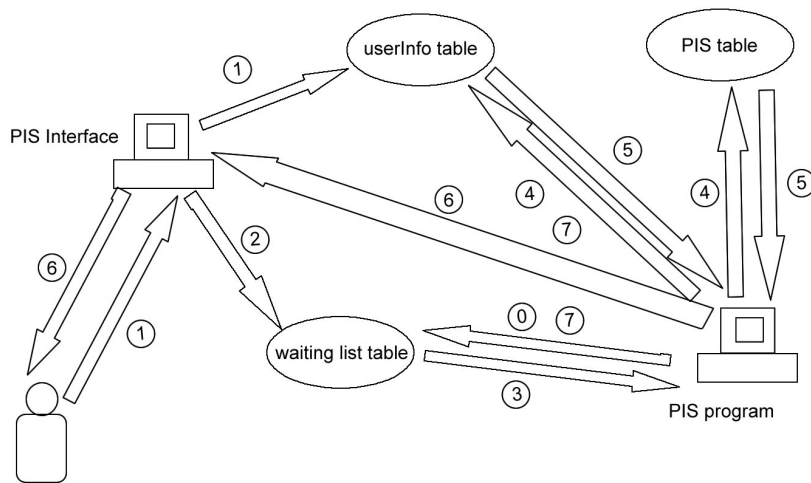 userInfo table
PIS table
1
PIS Interface
5
4
4
5
6
7
2
6
1
0 7
waiting list table
3
PIS program